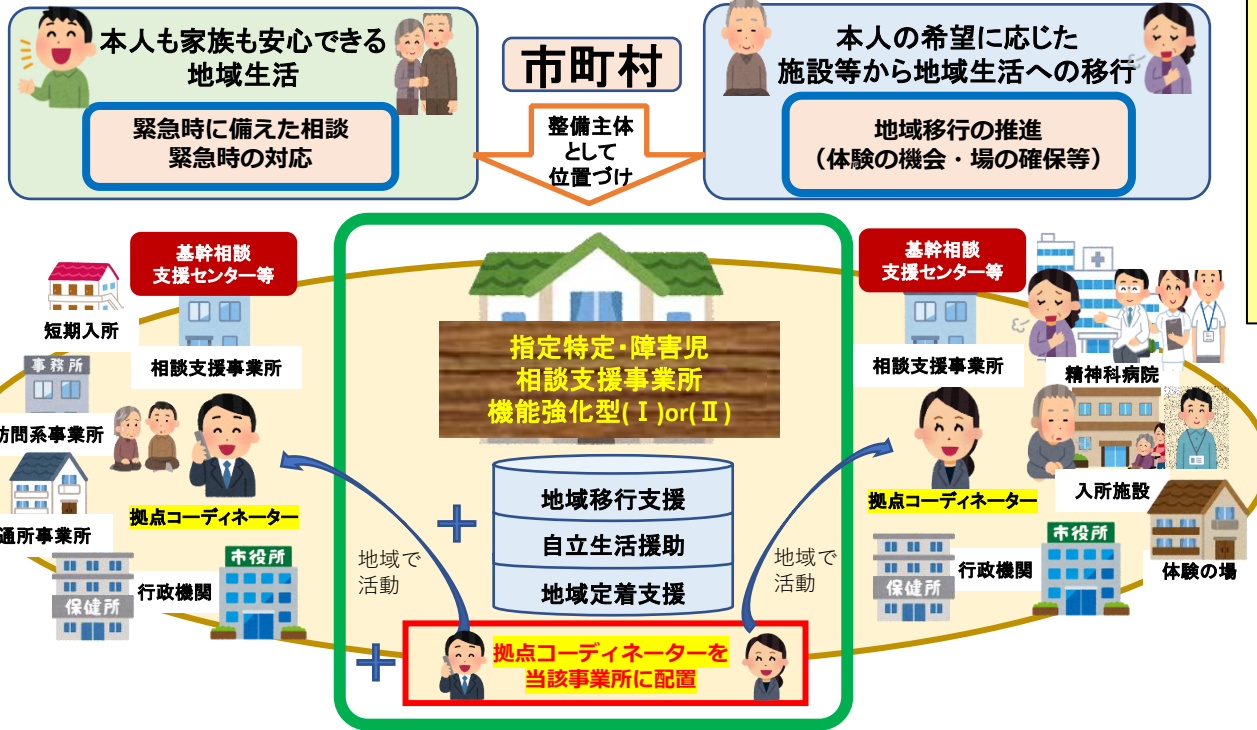 本人も家族も安心できる
地域生活
緊急時に備えた相談
緊急時の対応
市町村
整備主体
として
位置づけ
本人の希望に応じた
施設等から地域生活への移行
地域移行の推進
（体験の機会・場の確保等）
基幹相談
支援センター等
短期入所
相談支援事業所
事務所
訪問系事業所
通所事業所
拠点コーディネーター
保健所
行政機関
市役所
指定特定・障害児
相談支援事業所
機能強化型(Ⅰ)or(Ⅱ)
+
地域移行支援
自立生活援助
地域定着支援
地域で
活動
地域で
活動
+
拠点コーディネーターを
当該事業所に配置
基幹相談
支援センター等
相談支援事業所
精神科病院
拠点コーディネーター
入所施設
体験の場
保健所
行政機関
市役所